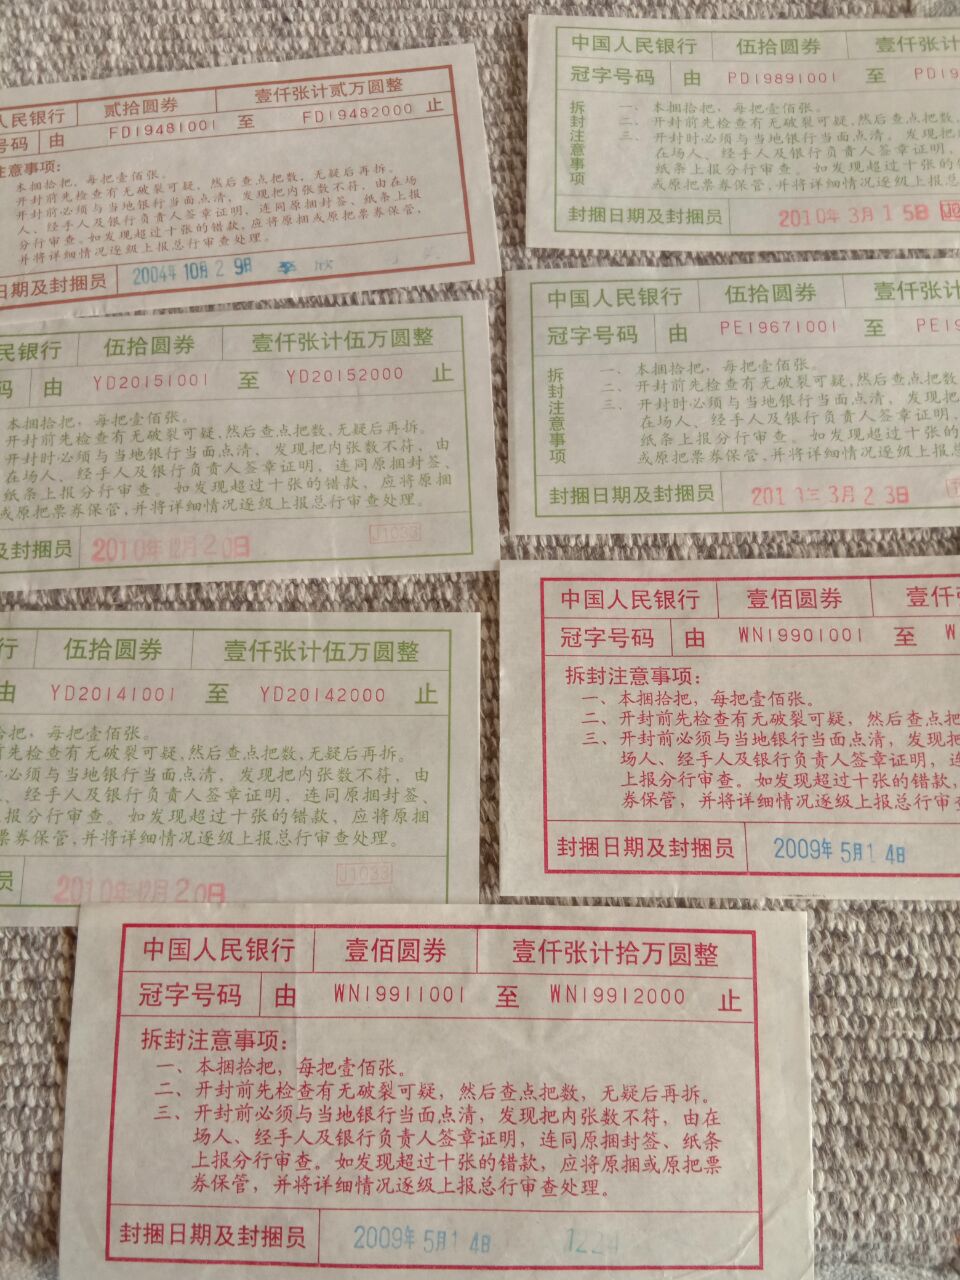 人民银行 贰拾圆券 壹仟张计贰万圆整
号码 由 FD19481001 至 FD19482000 止
注意事项：
本捆拾把，每把壹佰张。
开封前先检查有无破裂可疑，然后查点把数，无疑后再拆。
开封前必须与当地银行当面点清，发现把内张数不符，由在场
人、经手人及银行负责人签章证明，连同原捆封签、纸条上报
分行审查。如发现超过十张的错款，应将原捆或原把票券保管，
并将详细情况逐级上报总行审查处理。
日期及封捆员 2004年10月29日
中国人民银行 伍拾圆券 壹仟张计
冠字号码 由 PD19891001 至 PD19
拆封注意事项
一、本捆拾把，每把壹佰张。
二、开封前先检查有无破裂可疑，然后查点把数
三、开封时必须与当地银行当面点清。发现把
在场人、经手人及银行负责人签章证明，
纸条上报分行审查。如发现超过十张的错
或原把票券保管，并将详细情况逐级上报总
封捆日期及封捆员 2010年3月15日
民银行 伍拾圆券 壹仟张计伍万圆整
码 由 YD20151001 至 YD20152000 止
本捆拾把，每把壹佰张。
开封前先检查有无破裂可疑，然后查点把数，无疑后再拆。
开封时必须与当地银行当面点清，发现把内张数不符，由
在场人、经手人及银行负责人签章证明，连同原捆封签、
纸条上报分行审查。如发现超过十张的错款，应将原捆
或原把票券保管，并将详细情况逐级上报总行审查处理。
及封捆员 2010年12月20日 J1033
中国人民银行 伍拾圆券 壹仟张计
冠字号码 由 PE19671001 至 PE19
拆封注意事项
一、本捆拾把，每把壹佰张。
二、开封前先检查有无破裂可疑，然后查点把
三、开封时必须与当地银行当面点清，发现把
在场人、经手人及银行负责人签章证明，
纸条上报分行审查。如发现超过十张的
或原把票券保管，并将详细情况逐级上报总
封捆日期及封捆员 3月23日
行 伍拾圆券 壹仟张计伍万圆整
由 YD20141001 至 YD20142000 止
拾把，每把壹佰张。
前先检查有无破裂可疑，然后查点把数，无疑后再拆。
必须与当地银行当面点清，发现把内张数不符，由
、经手人及银行负责人签章证明，连同原捆封签、
报分行审查。如发现超过十张的错款，应将原捆
票券保管，并将详细情况逐级上报总行审查处理。
员 2010年12月20日 J1033
中国人民银行 壹佰圆券 壹仟
冠字号码 由 WN19901001 至 W
拆封注意事项：
一、本捆拾把，每把壹佰张。
二、开封前先检查有无破裂可疑，然后查点把
三、开封前必须与当地银行当面点清，发现把
场人、经手人及银行负责人签章证明，连
上报分行审查。如发现超过十张的错款，
券保管，并将详细情况逐级上报总行审查
封捆日期及封捆员 2009年5月14日
中国人民银行 壹佰圆券 壹仟张计拾万圆整
冠字号码 由 WN19911001 至 WN19912000 止
拆封注意事项：
一、本捆拾把，每把壹佰张。
二、开封前先检查有无破裂可疑，然后查点把数，无疑后再拆。
三、开封前必须与当地银行当面点清，发现把内张数不符，由在
场人、经手人及银行负责人签章证明，连同原捆封签、纸条
上报分行审查。如发现超过十张的错款，应将原捆或原把票
券保管，并将详细情况逐级上报总行审查处理。
封捆日期及封捆员 2009年5月14日 1224